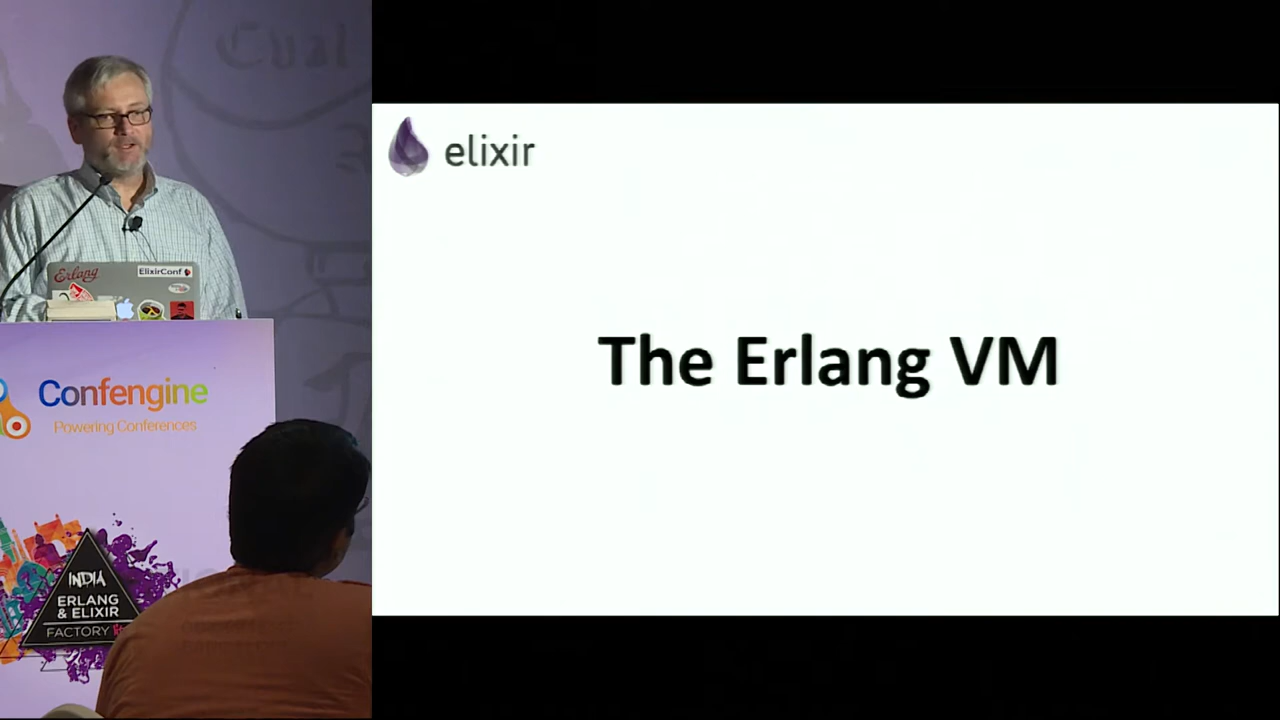 Erlang
ElixirConf
Confengine
Powering Conferences
INDIA
ERLANG
& ELIXIR
FACTORY
elixir
The Erlang VM